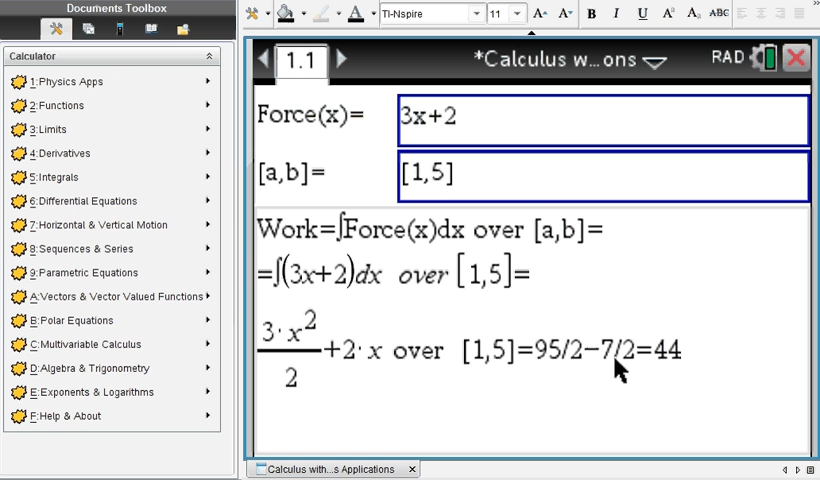 Documents Toolbox
Calculator
1:Physics Apps
2:Functions
3:Limits
4:Derivatives
5:Integrals
6:Differential Equations
7:Horizontal & Vertical Motion
8:Sequences & Series
9:Parametric Equations
A:Vectors & Vector Valued Functions
B:Polar Equations
C:Multivariable Calculus
D:Algebra & Trigonometry
E:Exponents & Logarithms
F:Help & About
TI-Nspire 11 A A B I U A A ABC
1.1 *Calculus w...ons RAD
Force(x)= 3x+2
[a,b]= [1,5]
Work=∫Force(x)dx over [a,b]=
=∫(3x+2)dx over [1,5]=
3·x²/2+2·x over [1,5]=95/2−7/2=44
Calculus with...s Applications